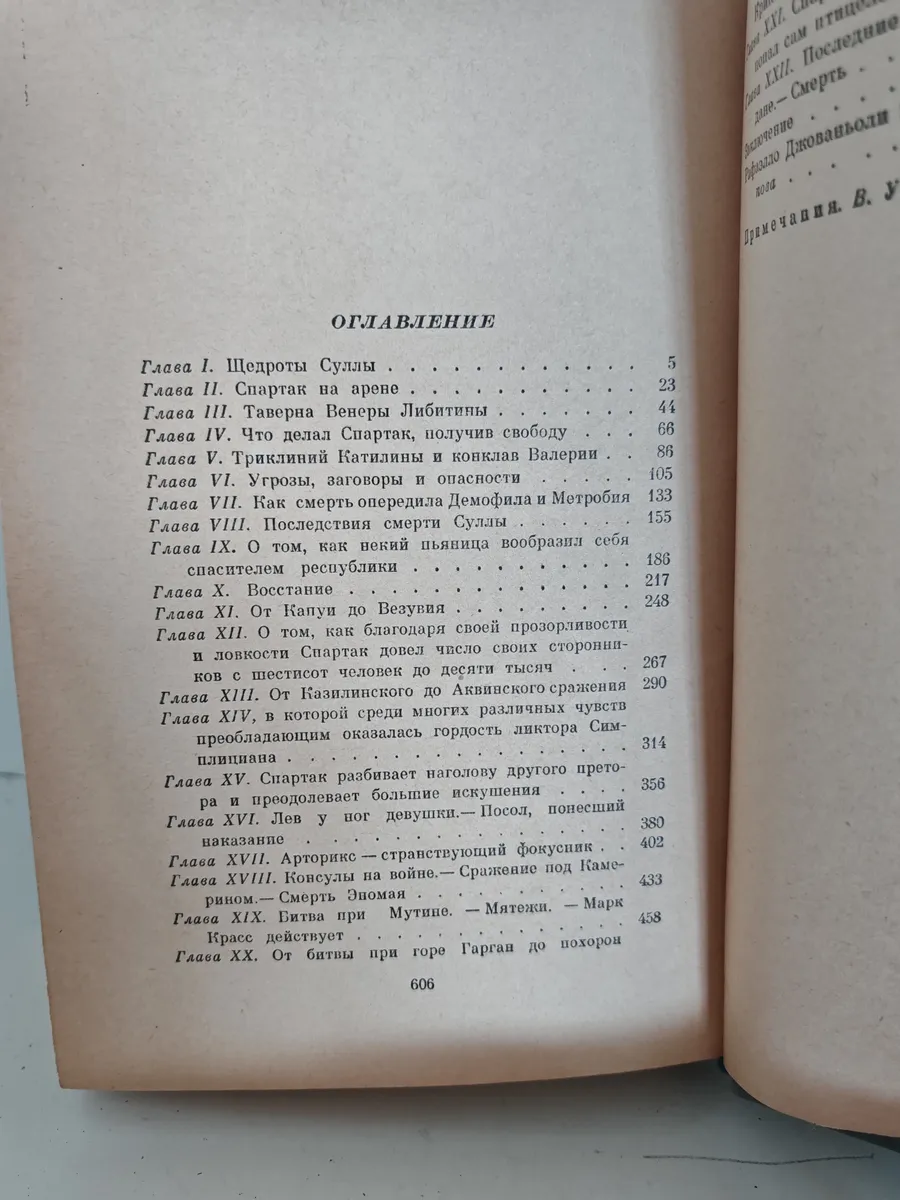 ОГЛАВЛЕНИЕ
Глава I. Щедроты Суллы . . . . . . . . . . . . 5
Глава II. Спартак на арене . . . . . . . . . . . 23
Глава III. Таверна Венеры Либитины . . . . . . . 44
Глава IV. Что делал Спартак, получив свободу . . . 66
Глава V. Триклиний Катилины и конклав Валерии . . 86
Глава VI. Угрозы, заговоры и опасности . . . . . 105
Глава VII. Как смерть опередила Демофила и Метробия 133
Глава VIII. Последствия смерти Суллы . . . . . . 155
Глава IX. О том, как некий пьяница вообразил себя
спасителем республики . . . . . . . . . . 186
Глава X. Восстание . . . . . . . . . . . . . 217
Глава XI. От Капуи до Везувия . . . . . . . . . 248
Глава XII. О том, как благодаря своей прозорливости
и ловкости Спартак довел число своих сторонни-
ков с шестисот человек до десяти тысяч . . . 267
Глава XIII. От Казилинского до Аквинского сражения 290
Глава XIV, в которой среди многих различных чувств
преобладающим оказалась гордость ликтора Сим-
плициана . . . . . . . . . . . . . . . . 314
Глава XV. Спартак разбивает наголову другого прето-
ра и преодолевает большие искушения . . . . 356
Глава XVI. Лев у ног девушки.— Посол, понесший
наказание . . . . . . . . . . . . . . . 380
Глава XVII. Арторикс — странствующий фокусник . . 402
Глава XVIII. Консулы на войне.— Сражение под Каме-
рином.— Смерть Эномая . . . . . . . . . . 433
Глава XIX. Битва при Мутине. — Мятежи. — Марк
Красс действует . . . . . . . . . . . . . 458
Глава XX. От битвы при горе Гарган до похорон
606
XXI.
попал сам
Глава XXII. Последние
дане.— Смерть . .
Заключение . . . .
Рафаэлло Джованьоли
Примечания. В. У